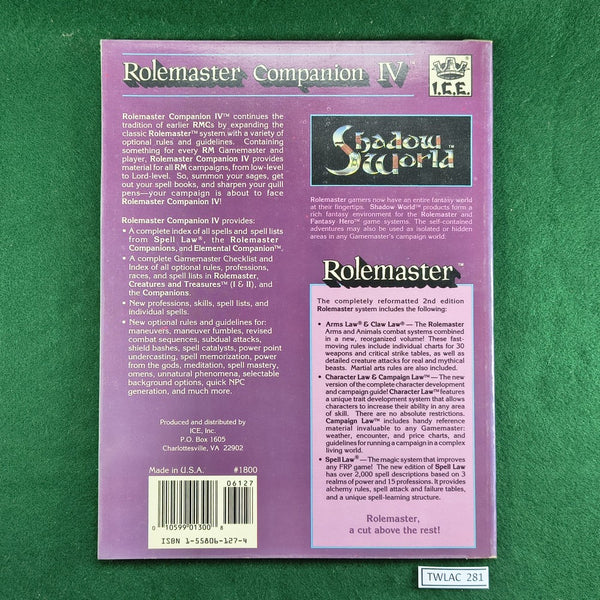 Rolemaster Companion IV™
I.C.E.
Rolemaster Companion IV™ continues the
tradition of earlier RMCs by expanding the
classic Rolemaster™ system with a variety of
optional rules and guidelines. Containing
something for every RM Gamemaster and
player, Rolemaster Companion IV provides
material for all RM campaigns, from low-level
to Lord-level. So, summon your sages, get
out your spell books, and sharpen your quill
pens—your campaign is about to face
Rolemaster Companion IV!
Rolemaster Companion IV provides:
• A complete index of all spells and spell lists
from Spell Law®, the Rolemaster
Companions, and Elemental Companion™.
• A complete Gamemaster Checklist and
Index of all optional rules, professions,
races, and spell lists in Rolemaster,
Creatures and Treasures™ (I & II), and
the Companions.
• New professions, skills, spell lists, and
individual spells.
• New optional rules and guidelines for:
maneuvers, maneuver fumbles, revised
combat sequences, subdual attacks,
shield bashes, spell catalysts, power point
undercasting, spell memorization, power
from the gods, meditation, spell mastery,
omens, unnatural phenomena, selectable
background options, quick NPC
generation, and much more.
Produced and distributed by
ICE, Inc.
P.O. Box 1605
Charlottesville, VA 22902
Made in U.S.A. #1800
06127
0 10599 01300 8
ISBN 1-55806-127-4
Shadow
World
Rolemaster gamers now have an entire fantasy world
at their fingertips. Shadow World™ products form a
rich fantasy environment for the Rolemaster and
Fantasy Hero™ game systems. The self-contained
adventures may also be used as isolated or hidden
areas in any Gamemaster's campaign world.
Rolemaster™
The completely reformatted 2nd edition
Rolemaster system includes the following:
• Arms Law® & Claw Law® — The Rolemaster
Arms and Animals combat systems combined
in a new, reorganized volume! These fast-
moving rules include individual charts for 30
weapons and critical strike tables, as well as
detailed creature attacks for real and mythical
beasts. Martial arts rules are also included.
• Character Law & Campaign Law™ — The new
version of the complete character development
and campaign guide! Character Law™ features
a unique trait development system that allows
characters to increase their ability in any area
of skill. There are no absolute restrictions.
Campaign Law™ includes handy reference
material invaluable to any Gamemaster:
weather, encounter, and price charts, and
guidelines for running a campaign in a complex
living world.
• Spell Law® — The magic system that improves
any FRP game! The new edition of Spell Law
has over 2,000 spell descriptions based on 3
realms of power and 15 professions. It provides
alchemy rules, spell attack and failure tables,
and a unique spell-learning structure.
Rolemaster,
a cut above the rest!
TWLAC 281